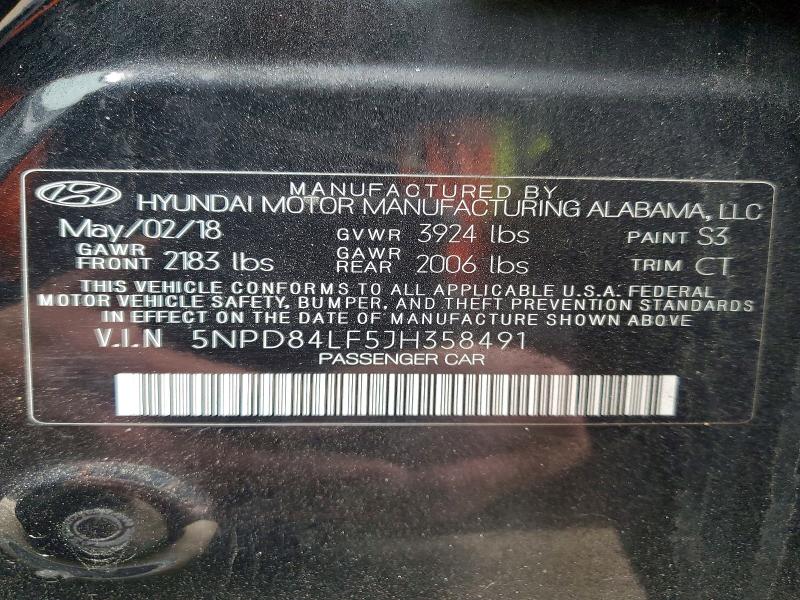 MANUFACTURED BY
HYUNDAI MOTOR MANUFACTURING ALABAMA, LLC
May/02/18 GVWR 3924 lbs PAINT S3
GAWR FRONT 2183 lbs GAWR REAR 2006 lbs TRIM CT
THIS VEHICLE CONFORMS TO ALL APPLICABLE U.S.A. FEDERAL
MOTOR VEHICLE SAFETY, BUMPER, AND THEFT PREVENTION STANDARDS
IN EFFECT ON THE DATE OF MANUFACTURE SHOWN ABOVE.
V.I.N 5NPD84LF5JH358491
PASSENGER CAR